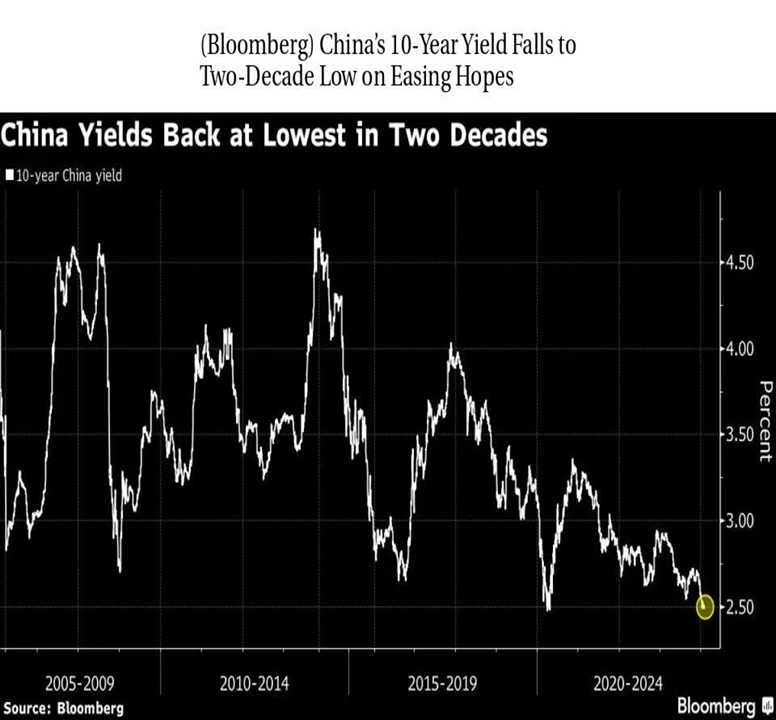 (Bloomberg) China's 10-Year Yield Falls to
Two-Decade Low on Easing Hopes
China Yields Back at Lowest in Two Decades
10-year China yield
4.50
4.00
3.50
3.00
2.50
Percent
2005-2009
2010-2014
2015-2019
2020-2024
Source: Bloomberg
Bloomberg